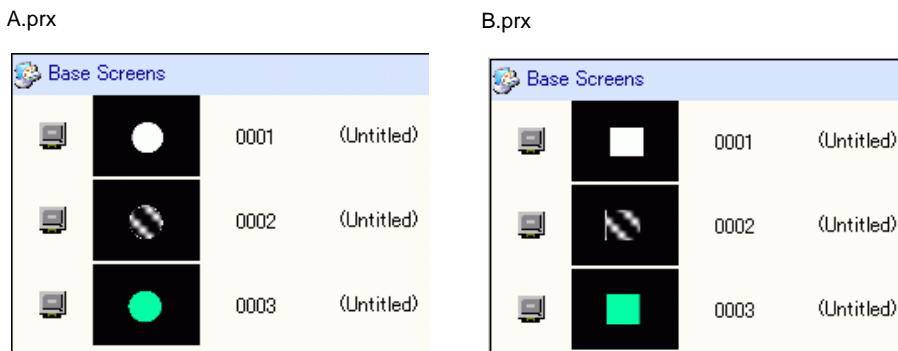 A.prx
Base Screens
0001 (Untitled)
0002 (Untitled)
0003 (Untitled)
B.prx
Base Screens
0001 (Untitled)
0002 (Untitled)
0003 (Untitled)